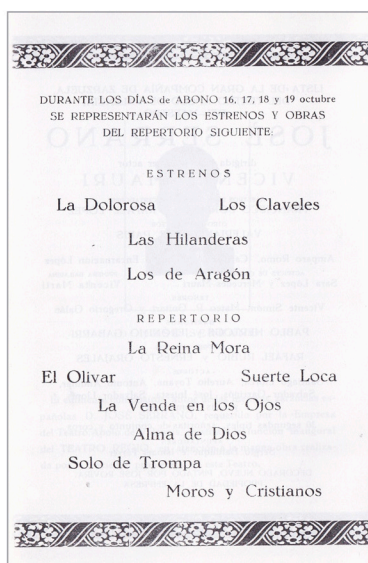 DURANTE LOS DÍAS de ABONO 16, 17, 18 y 19 octubre
SE REPRESENTARÁN LOS ESTRENOS Y OBRAS
DEL REPERTORIO SIGUIENTE:
ESTRENOS
La Dolorosa Los Claveles
Las Hilanderas
Los de Aragón
REPERTORIO
La Reina Mora
El Olivar Suerte Loca
La Venda en los Ojos
Alma de Dios
Solo de Trompa
Moros y Cristianos